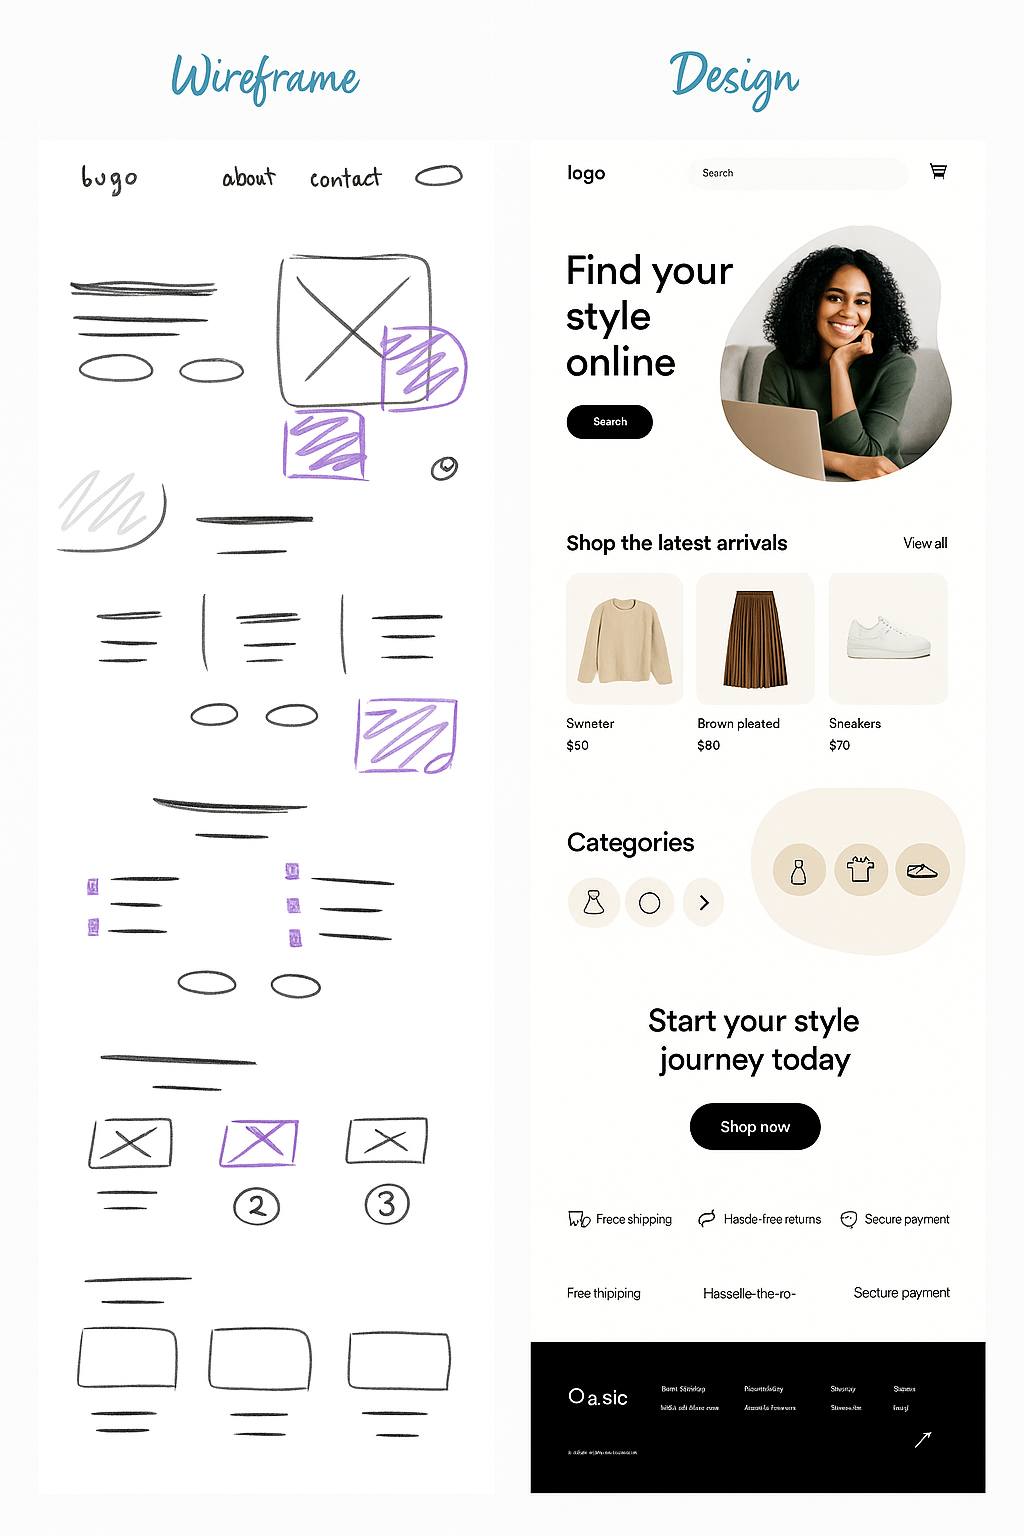 Wireframe
Design
bugo
about
contact
2
3
logo
Search
Find your
style
online
Search
Shop the latest arrivals
View all
Swneter
$50
Brown pleated
$80
Sneakers
$70
Categories
Start your style
journey today
Shop now
Frece shipping
Hasde-free returns
Secure payment
Free thipiping
Hasselle-the-ro-
Secture payment
Oa.sic